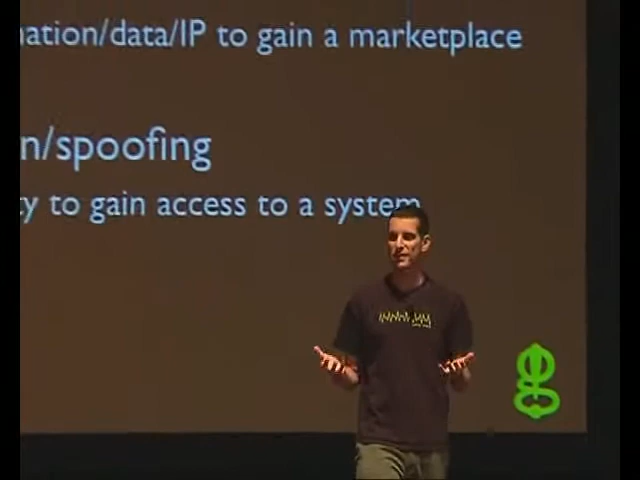 ation/data/IP to gain a marketplace
n/spoofing
y to gain access to a system